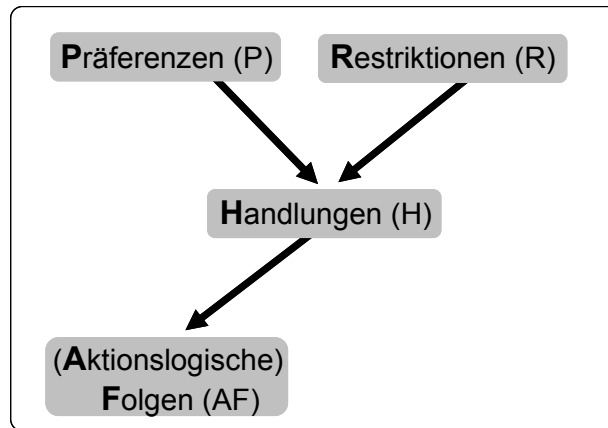 Präferenzen (P)
Restriktionen (R)
Handlungen (H)
(Aktionslogische)
Folgen (AF)